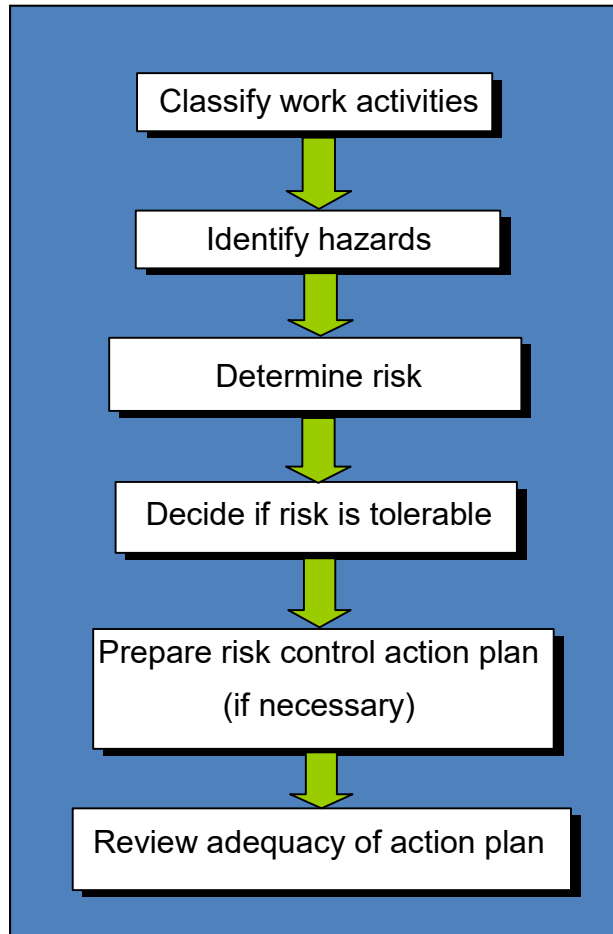 Classify work activities
Identify hazards
Determine risk
Decide if risk is tolerable
Prepare risk control action plan
(if necessary)
Review adequacy of action plan